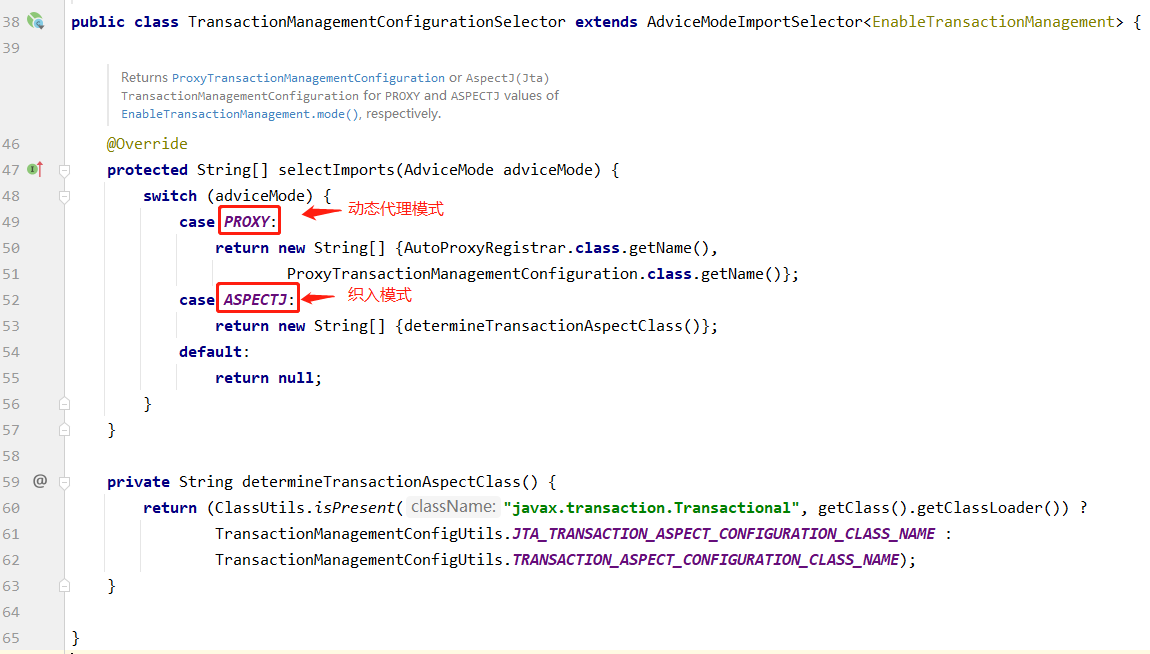 38 public class TransactionManagementConfigurationSelector extends AdviceModeImportSelector<EnableTransactionManagement> {
39
Returns ProxyTransactionManagementConfiguration or AspectJ(Jta)
TransactionManagementConfiguration for PROXY and ASPECTJ values of
EnableTransactionManagement.mode(), respectively.
46 @Override
47 protected String[] selectImports(AdviceMode adviceMode) {
48 switch (adviceMode) {
49 case PROXY: 动态代理模式
50 return new String[] {AutoProxyRegistrar.class.getName(),
51 ProxyTransactionManagementConfiguration.class.getName()};
52 case ASPECTJ: 织入模式
53 return new String[] {determineTransactionAspectClass()};
54 default:
55 return null;
56 }
57 }
58
59 @ private String determineTransactionAspectClass() {
60 return (ClassUtils.isPresent( className: "javax.transaction.Transactional", getClass().getClassLoader()) ?
61 TransactionManagementConfigUtils.JTA_TRANSACTION_ASPECT_CONFIGURATION_CLASS_NAME :
62 TransactionManagementConfigUtils.TRANSACTION_ASPECT_CONFIGURATION_CLASS_NAME);
63 }
64
65 }